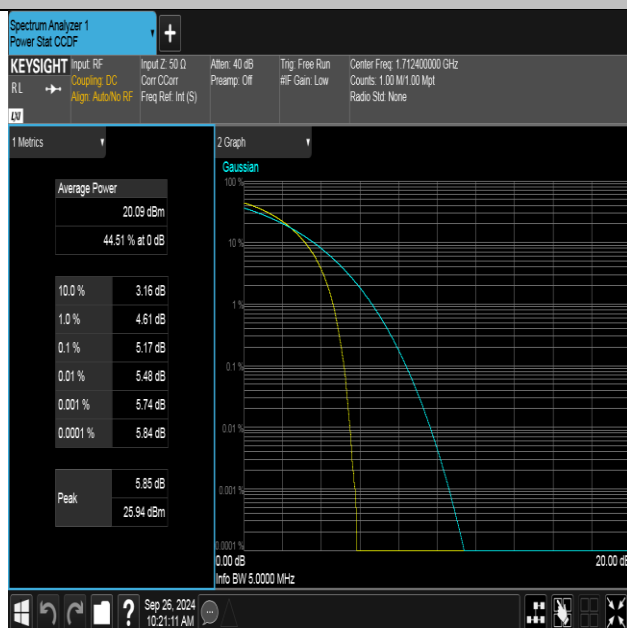 Spectrum Analyzer 1
Power Stat CCDF
KEYSIGHT
RL
LXI
Input: RF
Coupling: DC
Align: Auto/No RF
Input Z: 50 Ω
Corr CCorr
Freq Ref: Int (S)
Atten: 40 dB
Preamp: Off
Trig: Free Run
#IF Gain: Low
Center Freq: 1.712400000 GHz
Counts: 1.00 M/1.00 Mpt
Radio Std: None
1 Metrics
Average Power
20.09 dBm
44.51 % at 0 dB
10.0 % 3.16 dB
1.0 % 4.61 dB
0.1 % 5.17 dB
0.01 % 5.48 dB
0.001 % 5.74 dB
0.0001 % 5.84 dB
Peak
5.85 dB
25.94 dBm
2 Graph
Gaussian
100 %
10 %
1 %
0.1 %
0.01 %
0.001 %
0.0001 %
0.00 dB
20.00 dB
Info BW 5.0000 MHz
?
Sep 26, 2024
10:21:11 AM